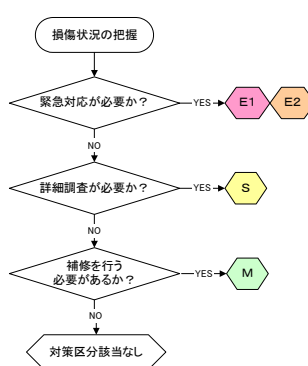 損傷状況の把握
緊急対応が必要か？
YES
E1
E2
NO
詳細調査が必要か？
YES
S
NO
補修を行う
必要があるか？
YES
M
NO
対策区分該当なし